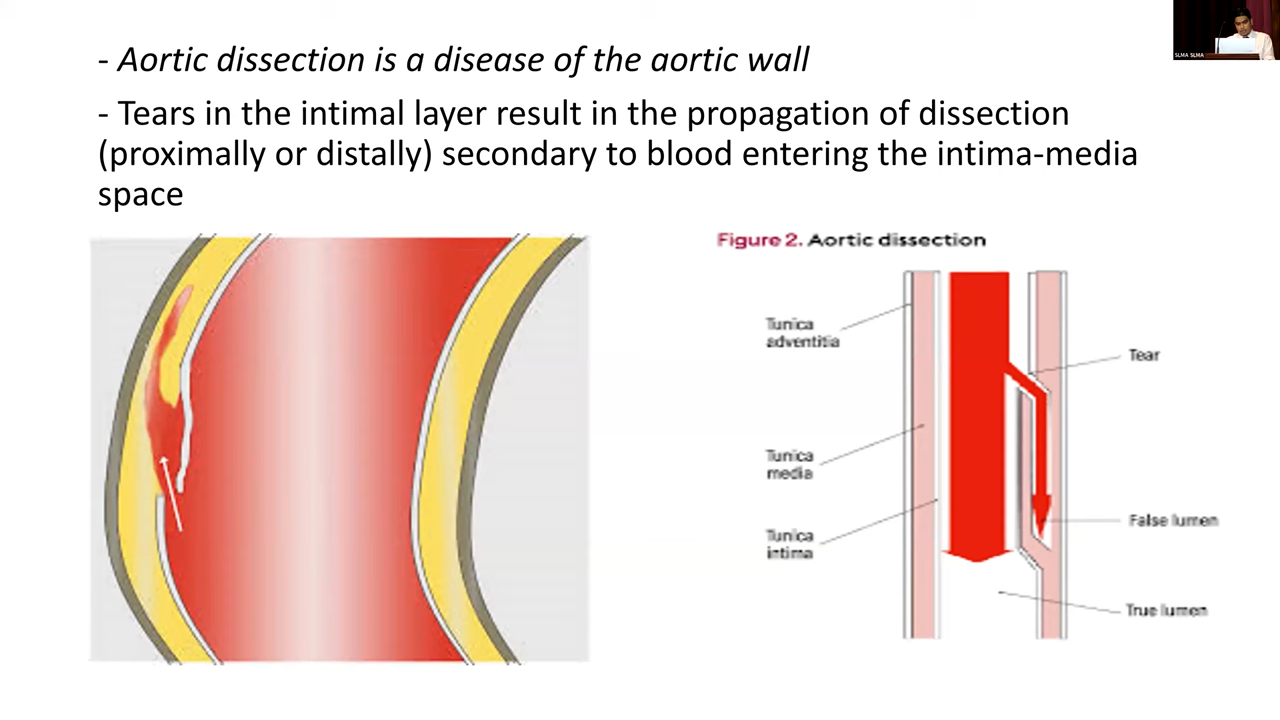 - Aortic dissection is a disease of the aortic wall
- Tears in the intimal layer result in the propagation of dissection
(proximally or distally) secondary to blood entering the intima-media
space
Figure 2. Aortic dissection
Tunica
adventitia
Tear
Tunica
media
False lumen
Tunica
intima
True lumen
SLMA SLMA